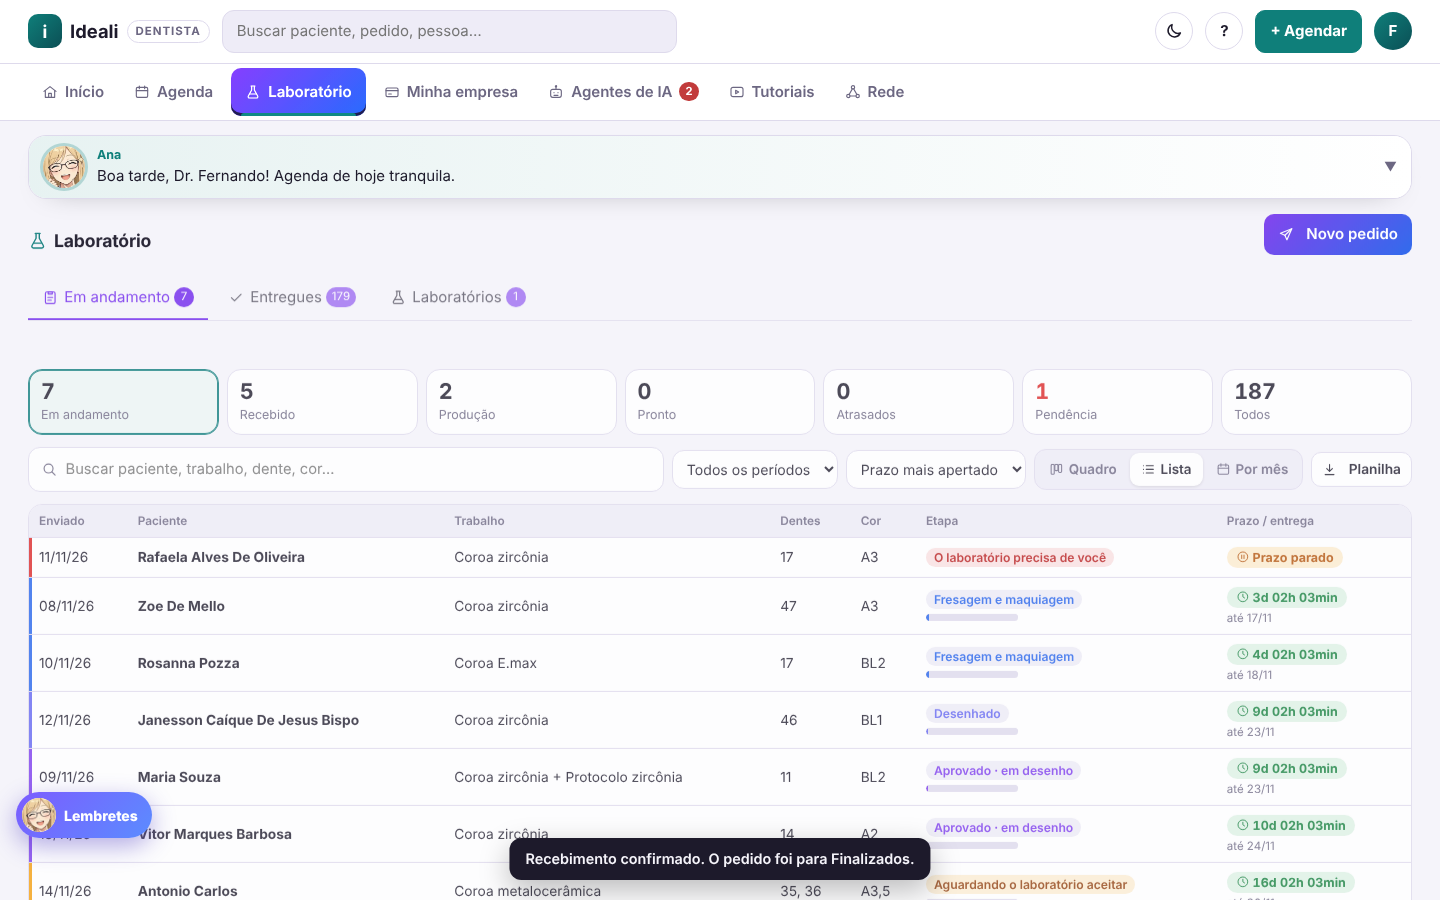 i Ideali DENTISTA Buscar paciente, pedido, pessoa... ? + Agendar F
Início Agenda Laboratório Minha empresa Agentes de IA 2 Tutoriais Rede
Ana
Boa tarde, Dr. Fernando! Agenda de hoje tranquila.
Laboratório Novo pedido
Em andamento 7 Entregues 179 Laboratórios 1
7 5 2 0 0 1 187
Em andamento Recebido Produção Pronto Atrasados Pendência Todos
Buscar paciente, trabalho, dente, cor... Todos os períodos Prazo mais apertado Quadro Lista Por mês Planilha
Enviado Paciente Trabalho Dentes Cor Etapa Prazo / entrega
11/11/26 Rafaela Alves De Oliveira Coroa zircônia 17 A3 O laboratório precisa de você Prazo parado
08/11/26 Zoe De Mello Coroa zircônia 47 A3 Fresagem e maquiagem 3d 02h 03min
até 17/11
10/11/26 Rosanna Pozza Coroa E.max 17 BL2 Fresagem e maquiagem 4d 02h 03min
até 18/11
12/11/26 Janesson Caíque De Jesus Bispo Coroa zircônia 46 BL1 Desenhado 9d 02h 03min
até 23/11
09/11/26 Maria Souza Coroa zircônia + Protocolo zircônia 11 BL2 Aprovado · em desenho 9d 02h 03min
até 23/11
Lembretes
Vitor Marques Barbosa Coroa zircônia 14 A2 Aprovado · em desenho 10d 02h 03min
até 24/11
Recebimento confirmado. O pedido foi para Finalizados.
14/11/26 Antonio Carlos Coroa metalocerâmica 35, 36 A3,5 Aguardando o laboratório aceitar 16d 02h 03min